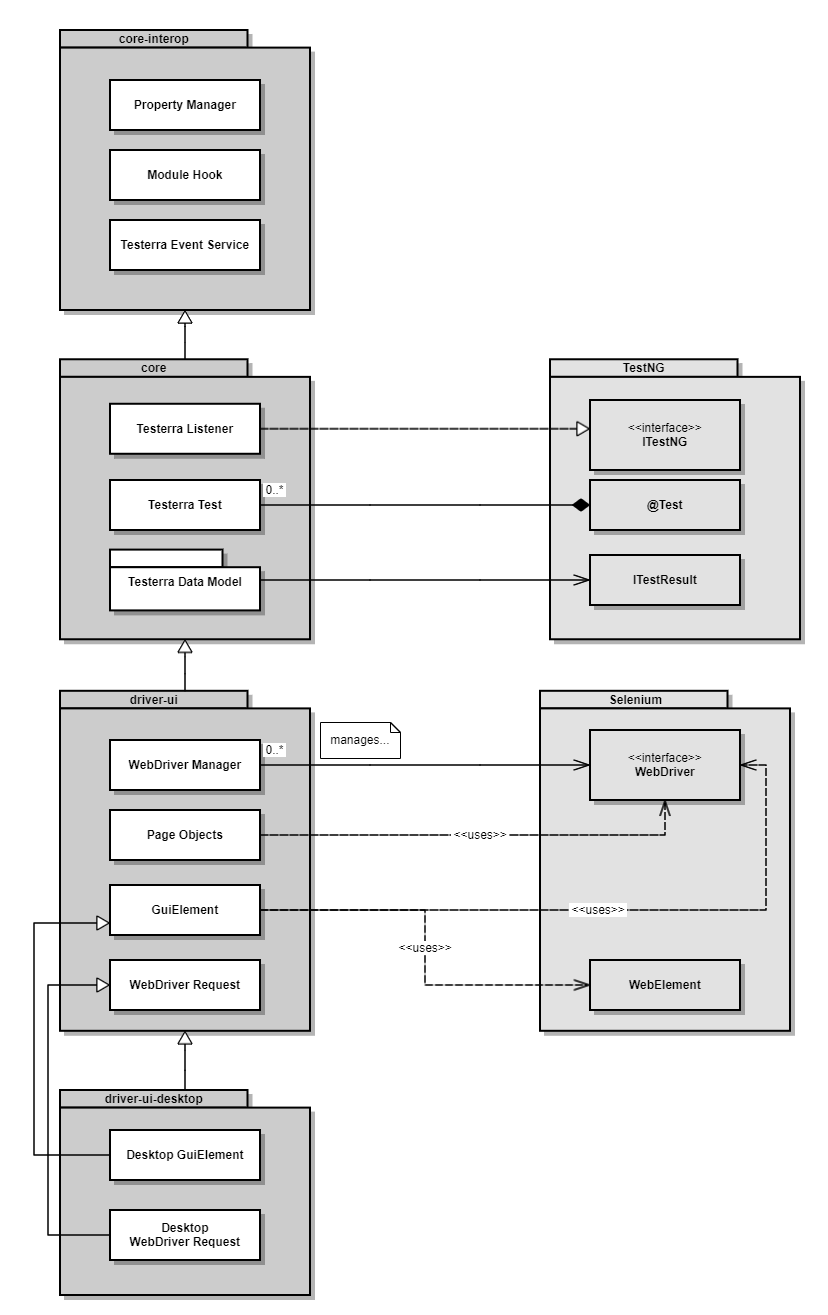 core-interop
Property Manager
Module Hook
Testerra Event Service
core
Testerra Listener
Testerra Test
0..*
Testerra Data Model
TestNG
<<interface>>
ITestNG
@Test
ITestResult
driver-ui
WebDriver Manager
0..*
manages...
Page Objects
<<uses>>
GuiElement
<<uses>>
<<uses>>
WebDriver Request
Selenium
<<interface>>
WebDriver
WebElement
driver-ui-desktop
Desktop GuiElement
Desktop
WebDriver Request